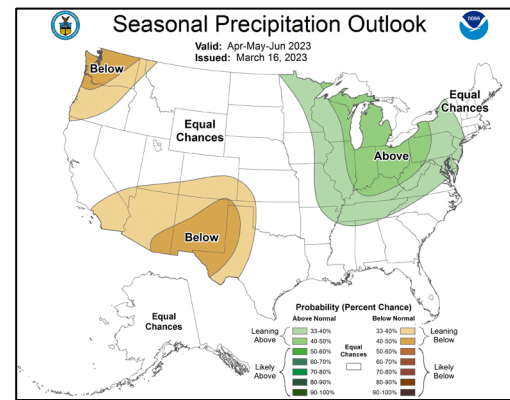 Seasonal Precipitation Outlook
Valid: Apr-May-Jun 2023
Issued: March 16, 2023
NOAA
Below
Equal
Chances
Equal
Chances
Above
Below
Equal
Chances
Probability (Percent Chance)
Above Normal
Below Normal
Leaning
Above
33-40%
40-50%
Likely
Above
50-60%
60-70%
70-80%
80-90%
90-100%
Equal
Chances
33-40%
40-50%
Leaning
Below
50-60%
60-70%
70-80%
80-90%
90-100%
Likely
Below